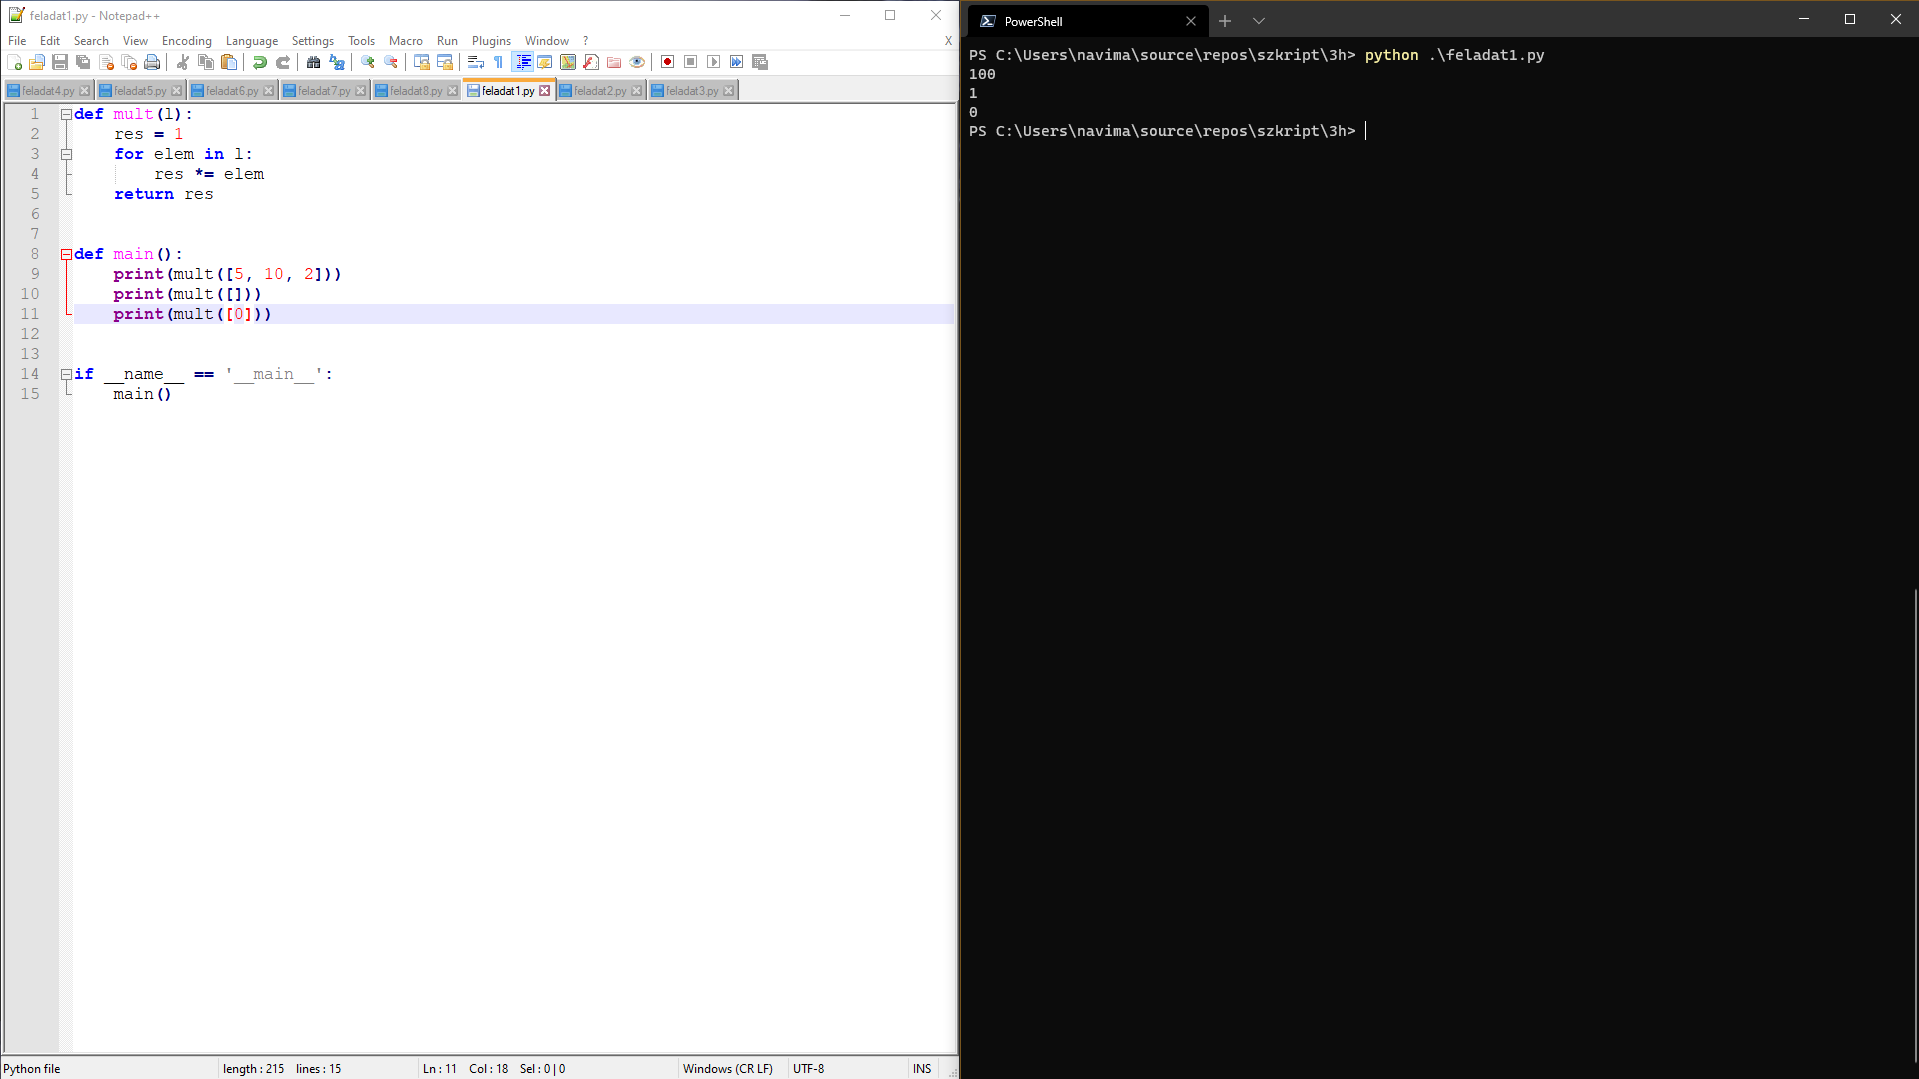 feladat1.py - Notepad++
File Edit Search View Encoding Language Settings Tools Macro Run Plugins Window ? X
feladat4.py feladat5.py feladat6.py feladat7.py feladat8.py feladat1.py feladat2.py feladat3.py
1 def mult(l):
2     res = 1
3     for elem in l:
4         res *= elem
5     return res
6
7
8 def main():
9     print(mult([5, 10, 2]))
10     print(mult([]))
11     print(mult([0]))
12
13
14 if __name__ == '__main__':
15     main()
Python file length : 215 lines : 15 Ln : 11 Col : 18 Sel : 0 | 0 Windows (CR LF) UTF-8 INS
PowerShell
PS C:\Users\navima\source\repos\szkript\3h> python .\feladat1.py
100
1
0
PS C:\Users\navima\source\repos\szkript\3h>